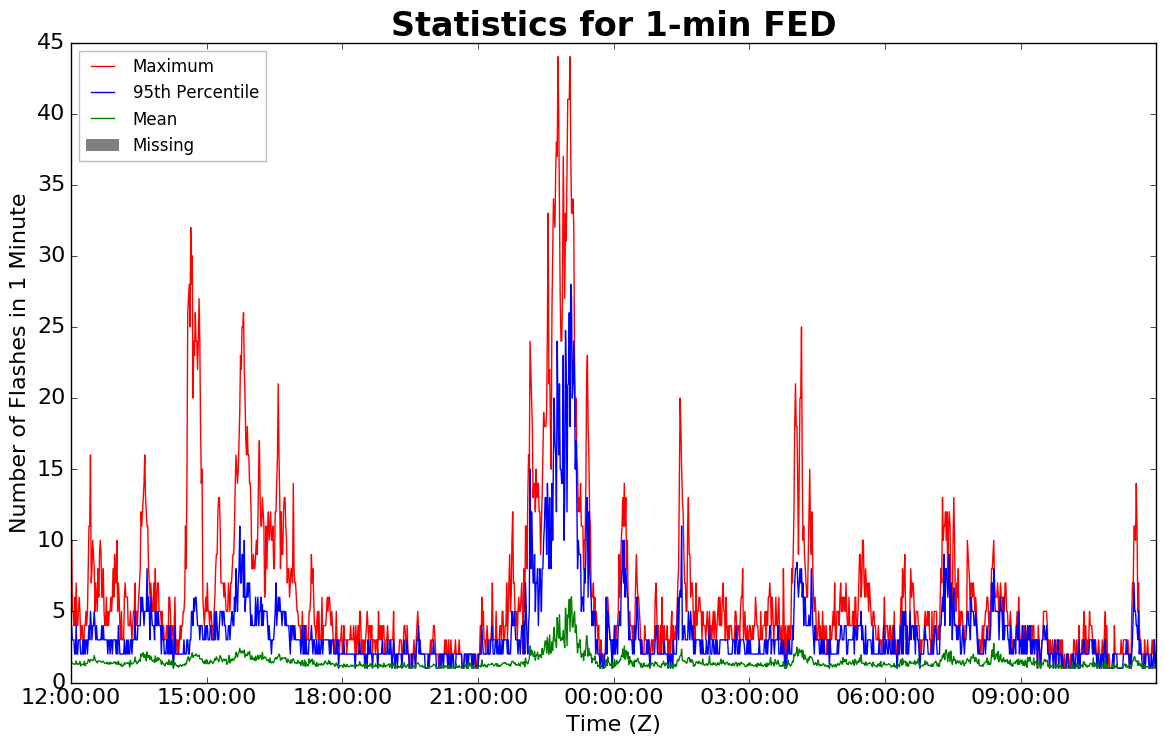 Statistics for 1-min FED
Number of Flashes in 1 Minute
45
40
35
30
25
20
15
10
5
0
Maximum
95th Percentile
Mean
Missing
12:00:00 15:00:00 18:00:00 21:00:00 00:00:00 03:00:00 06:00:00 09:00:00
Time (Z)